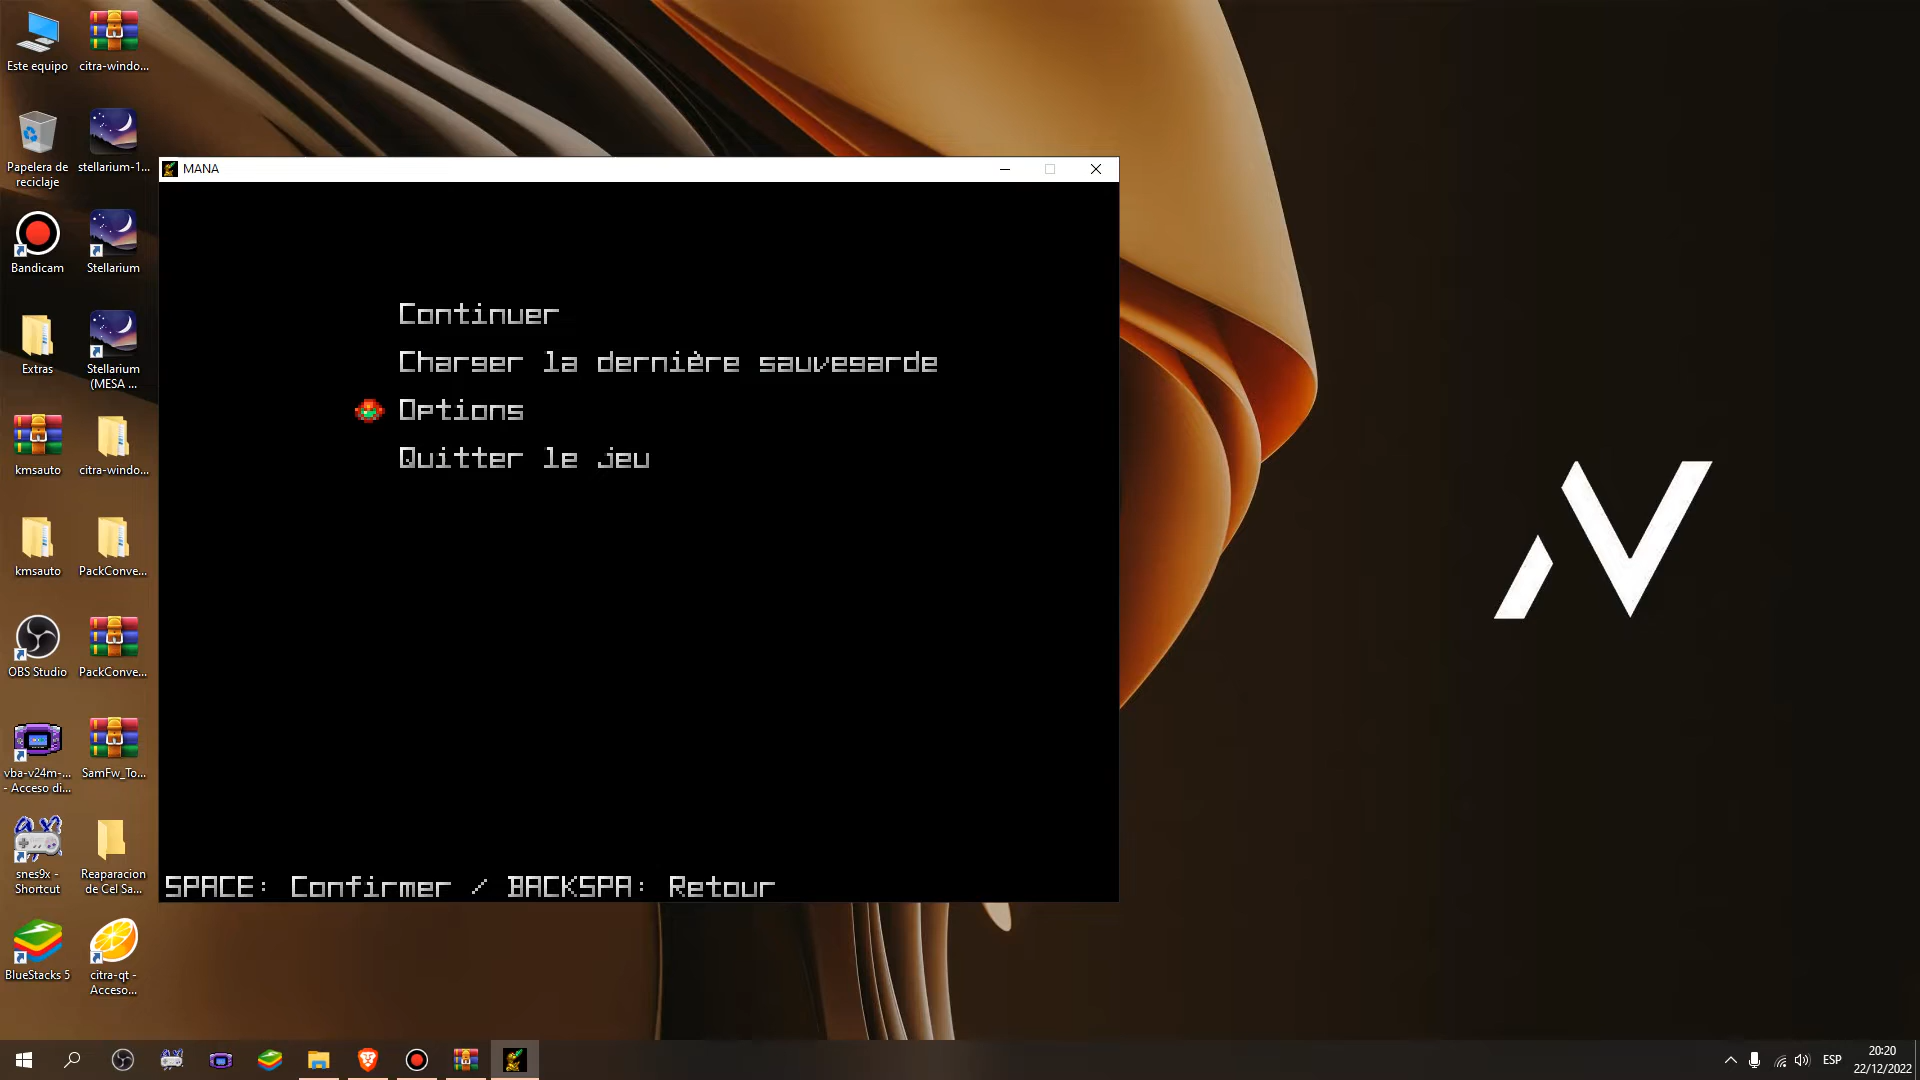 Este equipo
citra-windo...
Papelera de
reciclaje
stellarium-1...
Bandicam
Stellarium
Extras
Stellarium
(MESA ...
kmsauto
citra-windo...
kmsauto
PackConve...
OBS Studio
PackConve...
vba-v24m-...
- Acceso di...
SamFw_To...
snes9x -
Shortcut
Reaparacion
de Cel Sa...
BlueStacks 5
citra-qt -
Acceso...
MANA
Continuer
Charger la dernière sauvegarde
Options
Quitter le jeu
SPACE: Confirmer / BACKSPA: Retour
ESP
20:20
22/12/2022